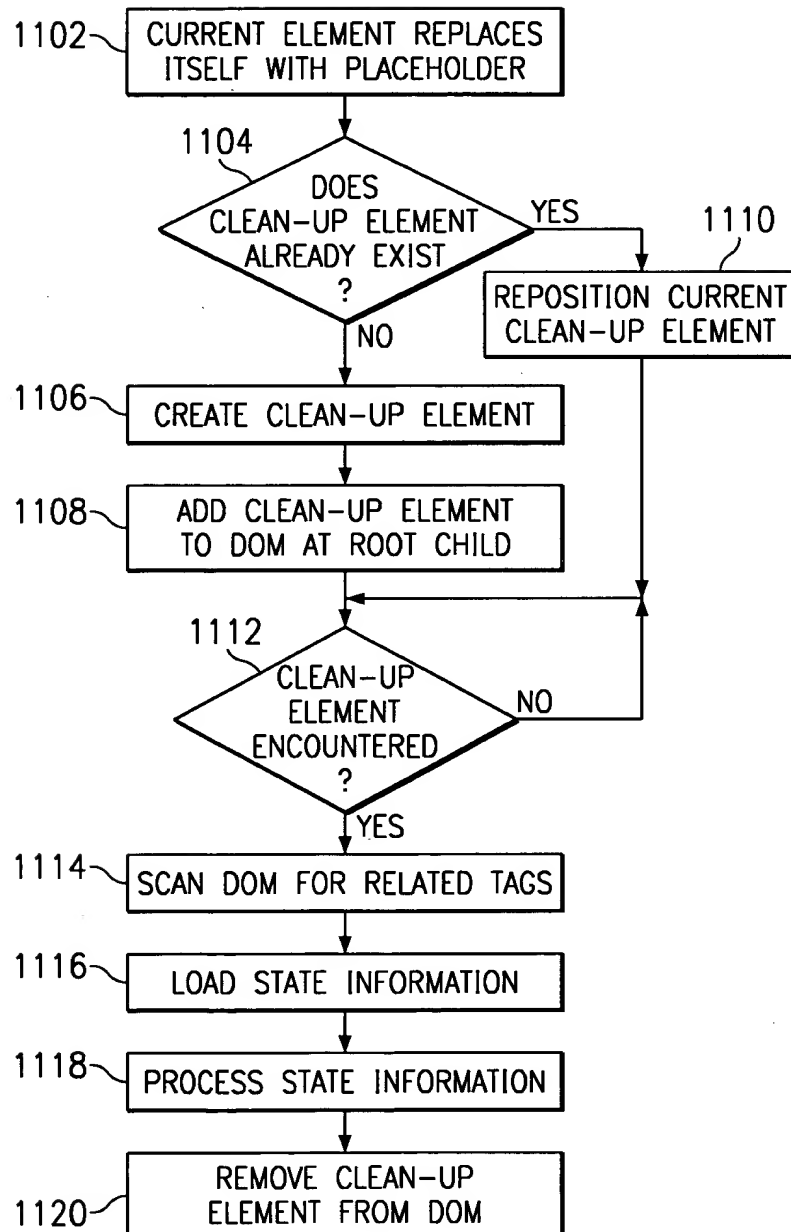 1102
CURRENT ELEMENT REPLACES
ITSELF WITH PLACEHOLDER
1104
DOES
CLEAN-UP ELEMENT
ALREADY EXIST
?
YES
NO
1110
REPOSITION CURRENT
CLEAN-UP ELEMENT
1106
CREATE CLEAN-UP ELEMENT
1108
ADD CLEAN-UP ELEMENT
TO DOM AT ROOT CHILD
1112
CLEAN-UP
ELEMENT
ENCOUNTERED
?
NO
YES
1114
SCAN DOM FOR RELATED TAGS
1116
LOAD STATE INFORMATION
1118
PROCESS STATE INFORMATION
1120
REMOVE CLEAN-UP
ELEMENT FROM DOM